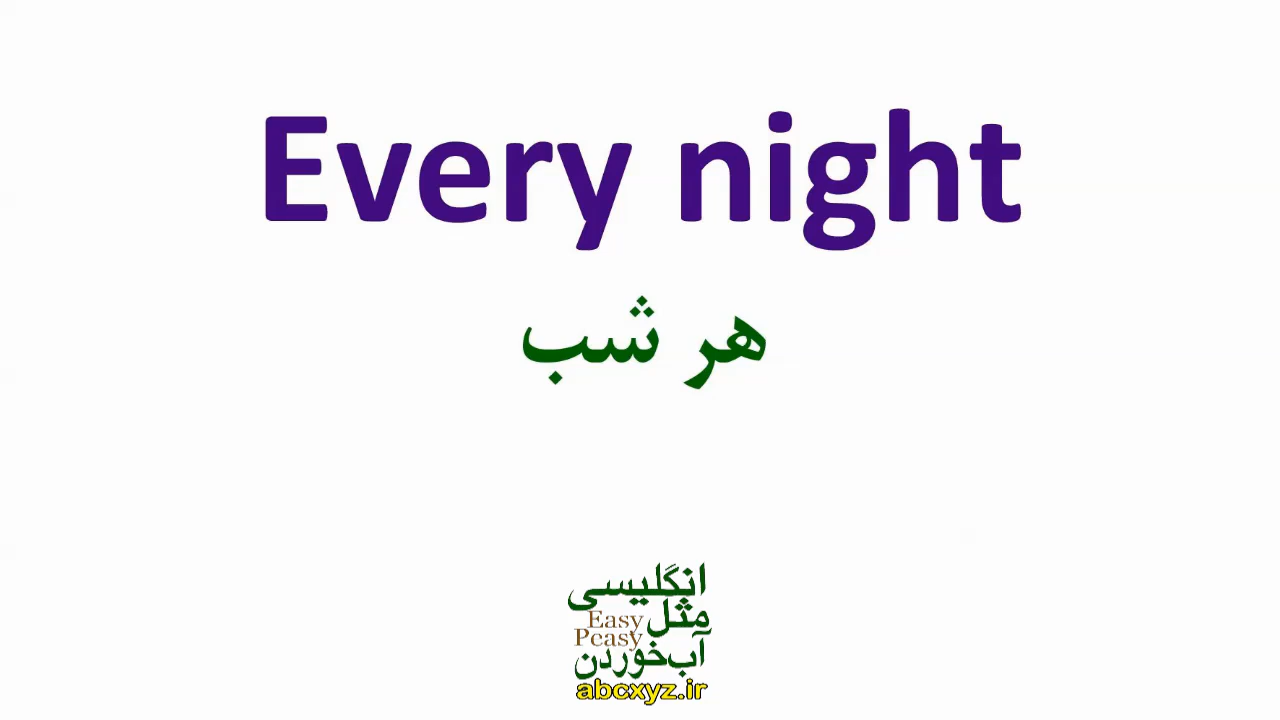 Every night
هر شب
انگلیسی
مثل
Easy
Peasy
آب خوردن
abcxyz.ir